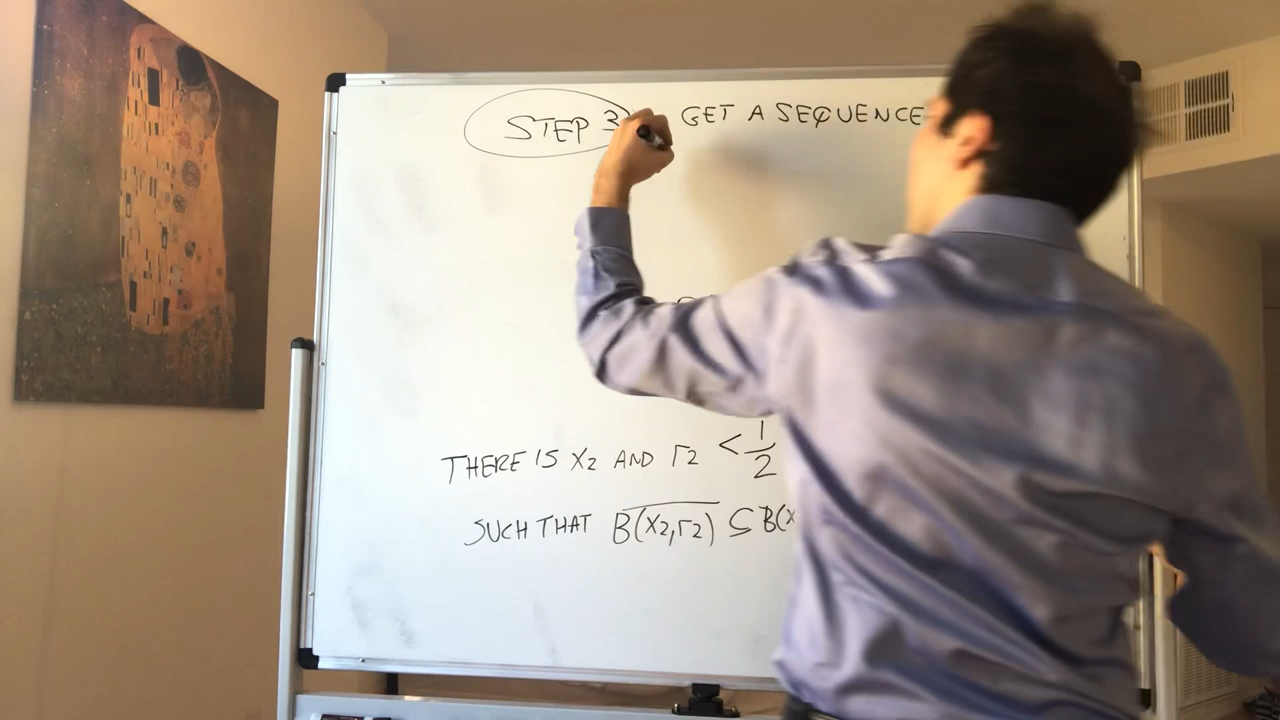 STEP 3 GET A SEQUENCE
THERE IS x2 AND r2 < 1/2
SUCH THAT B(x2,r2) ⊆ B(x